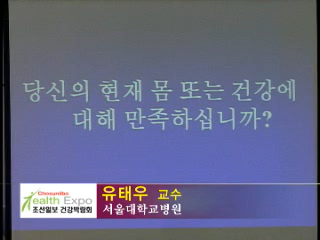 당신의 현재 몸 또는 건강에
대해 만족하십니까?
Chosunilbo
Health Expo
조선일보 건강박람회
유태우 교수
서울대학교병원